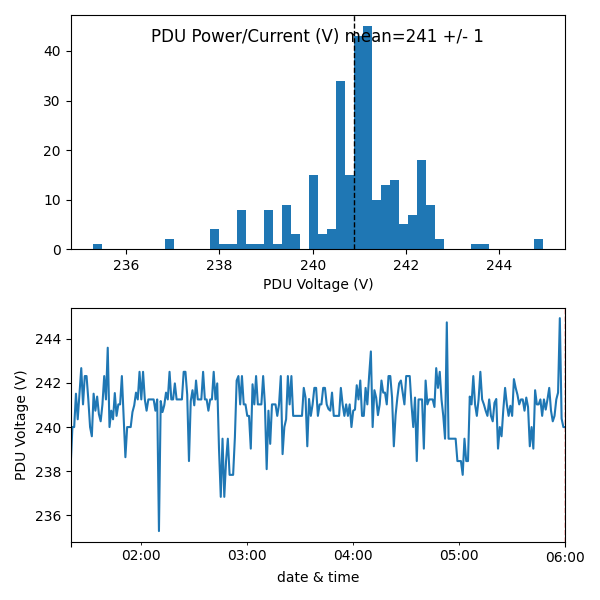 PDU Power/Current (V) mean=241 +/- 1
40
30
20
10
0
236 238 240 242 244
PDU Voltage (V)
PDU Voltage (V)
244
242
240
238
236
02:00 03:00 04:00 05:00 06:00
date & time